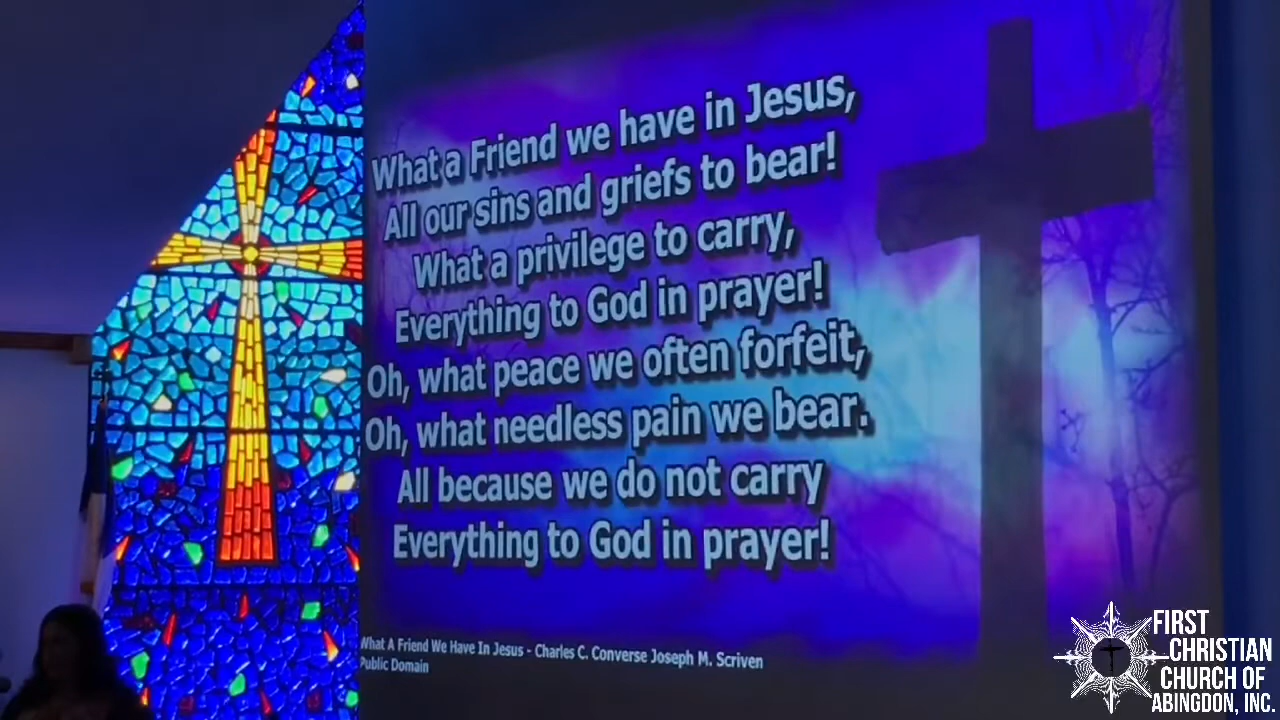 What a Friend we have in Jesus,
All our sins and griefs to bear!
What a privilege to carry,
Everything to God in prayer!
Oh, what peace we often forfeit,
Oh, what needless pain we bear.
All because we do not carry
Everything to God in prayer!
What A Friend We Have In Jesus - Charles C. Converse Joseph M. Scriven
Public Domain
FIRST
CHRISTIAN
CHURCH OF
ABINGDON, INC.